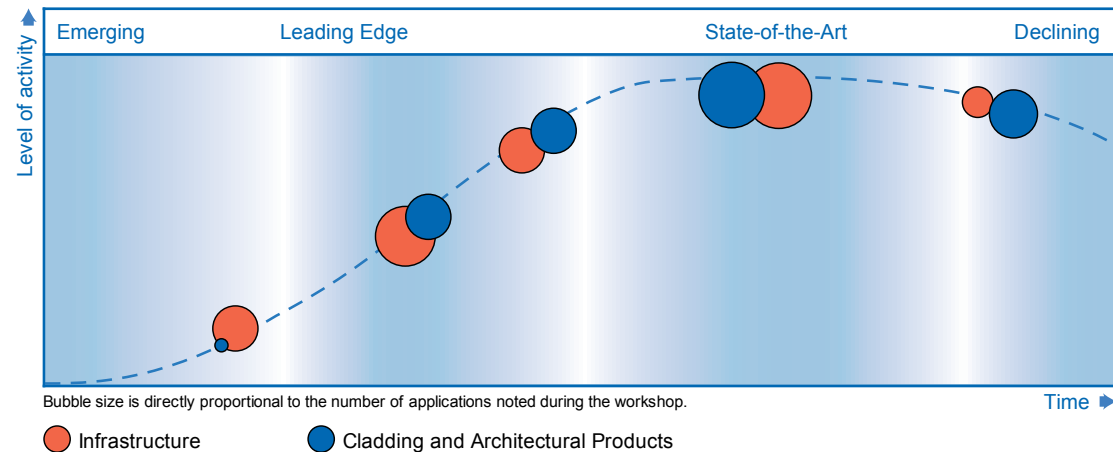 Emerging Leading Edge State-of-the-Art Declining
Level of activity
Bubble size is directly proportional to the number of applications noted during the workshop.
Time
Infrastructure Cladding and Architectural Products